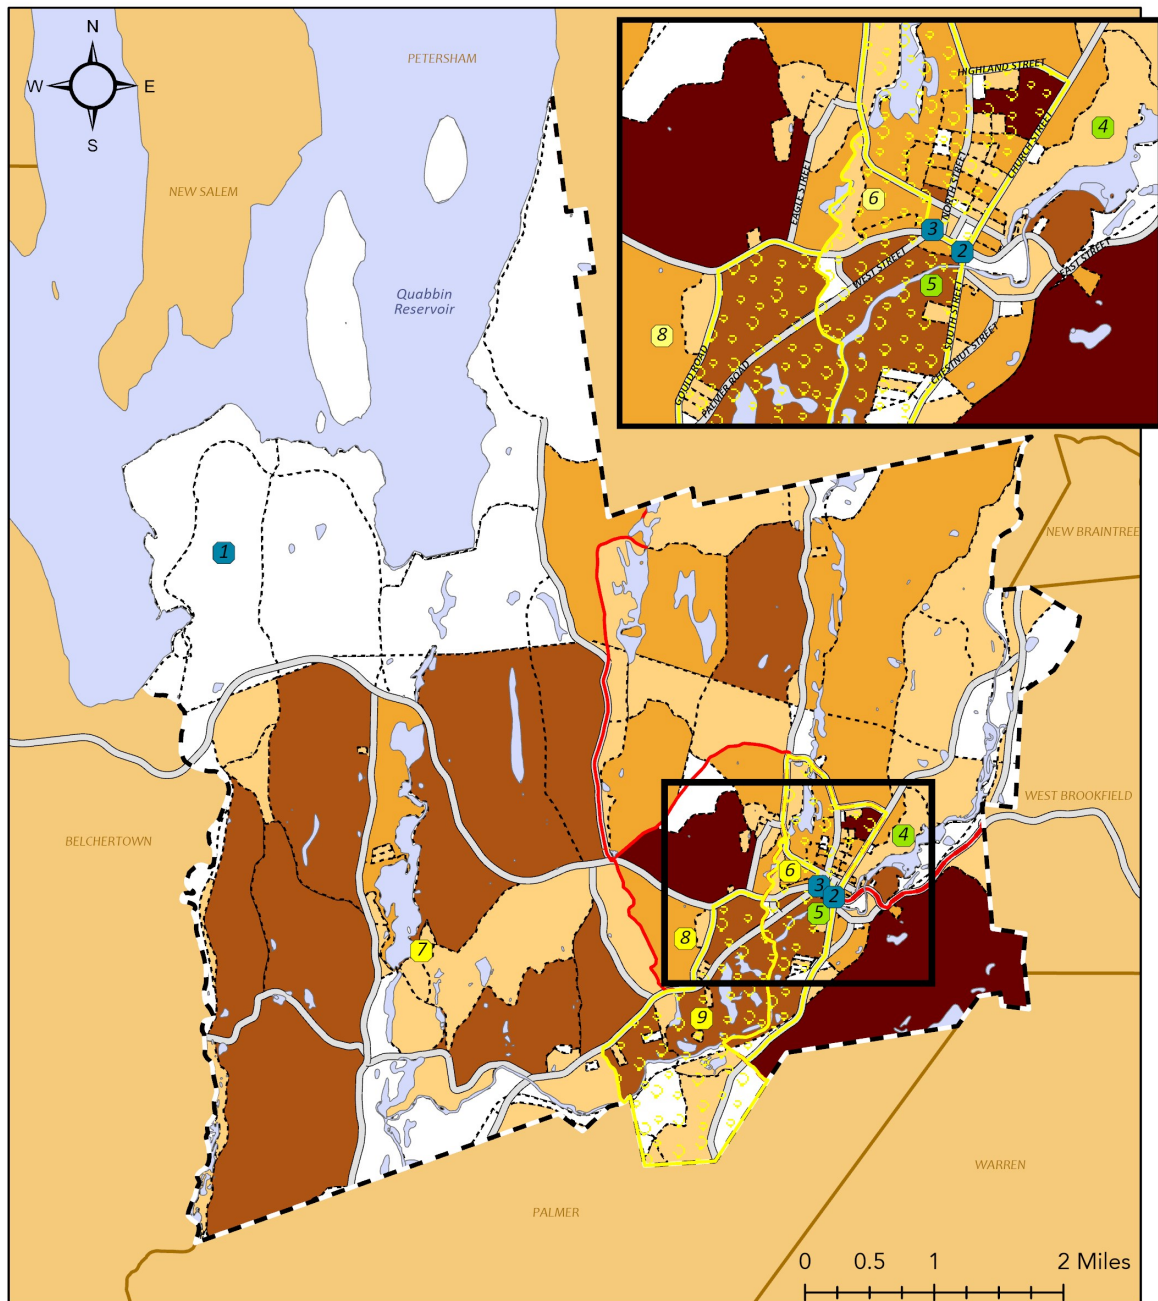 N
W
E
S
PETERSHAM
NEW SALEM
Quabbin
Reservoir
HIGHLAND STREET
CHURCH STREET
NORTH STREET
EAGLE STREET
WEST STREET
EAST STREET
SOUTH STREET
CHESTNUT STREET
GOULD ROAD
PALMER ROAD
4
6
3
2
5
8
1
NEW BRAINTREE
WEST BROOKFIELD
BELCHERTOWN
4
6
3
2
5
8
7
9
WARREN
PALMER
0 0.5 1 2 Miles